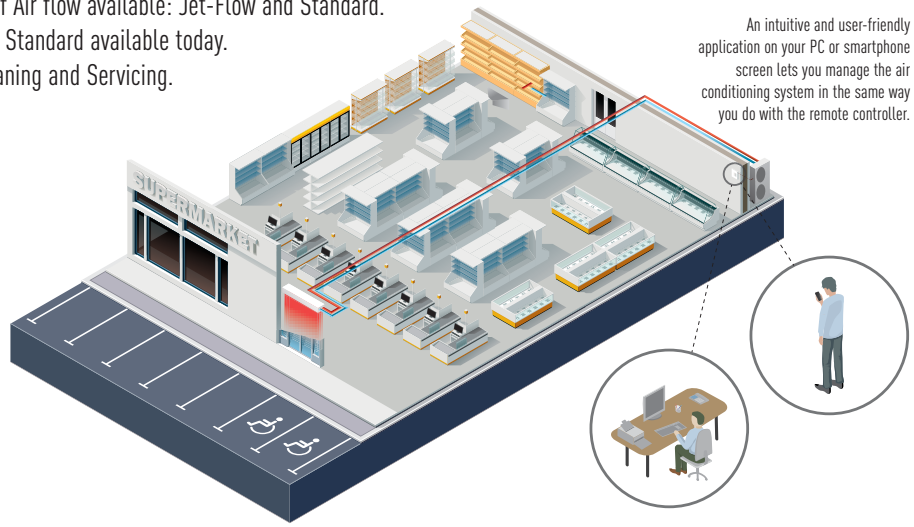 f Air flow available: Jet-Flow and Standard.
Standard available today.
aning and Servicing.
An intuitive and user-friendly
application on your PC or smartphone
screen lets you manage the air
conditioning system in the same way
you do with the remote controller.
SUPERMARKET